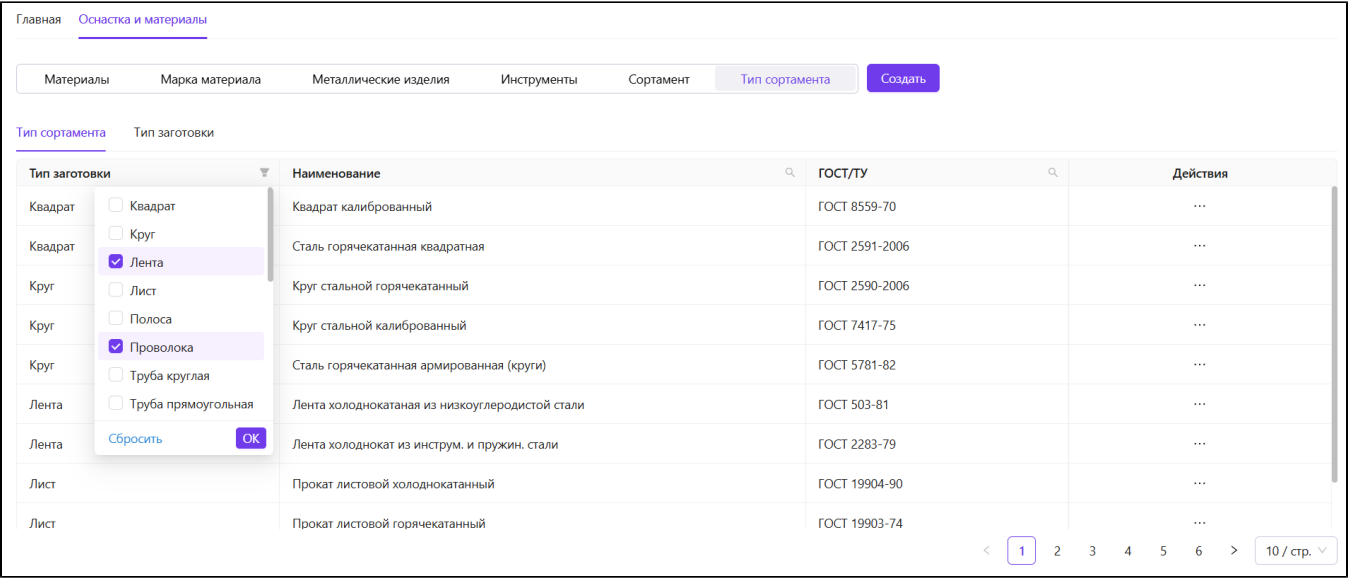 Главная Оснастка и материалы
Материалы Марка материала Металлические изделия Инструменты Сортамент Тип сортамента Создать
Тип сортамента Тип заготовки
Тип заготовки Наименование ГОСТ/ТУ Действия
Квадрат Квадрат Квадрат калиброванный ГОСТ 8559-70 ...
Круг
Квадрат Сталь горячекатанная квадратная ГОСТ 2591-2006 ...
Лента
Круг Лист Круг стальной горячекатанный ГОСТ 2590-2006 ...
Круг Полоса Круг стальной калиброванный ГОСТ 7417-75 ...
Проволока
Круг Труба круглая Сталь горячекатанная армированная (круги) ГОСТ 5781-82 ...
Лента Труба прямоугольная Лента холоднокатаная из низкоуглеродистой стали ГОСТ 503-81 ...
Лента Сбросить OK Лента холоднокат из инструм. и пружин. стали ГОСТ 2283-79 ...
Лист Прокат листовой холоднокатанный ГОСТ 19904-90 ...
Лист Прокат листовой горячекатанный ГОСТ 19903-74 ...
< 1 2 3 4 5 6 > 10 / стр.